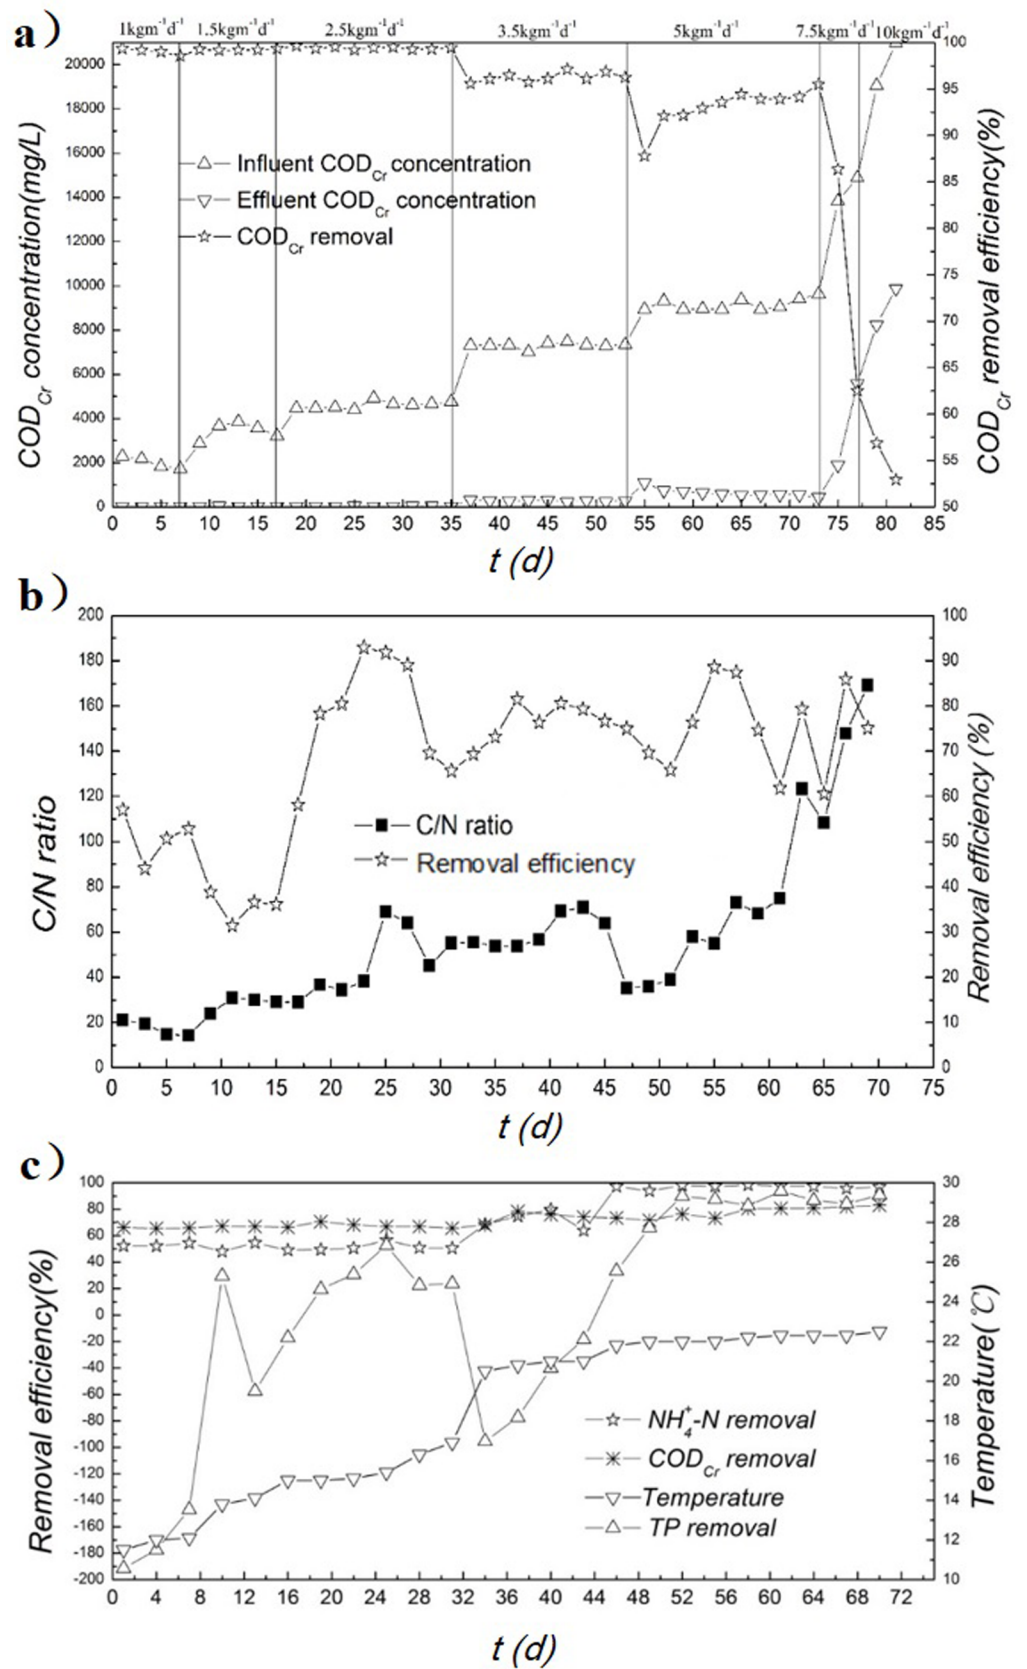 a)
1kgm⁻¹d⁻¹ 1.5kgm⁻¹d⁻¹ 2.5kgm⁻¹d⁻¹ 3.5kgm⁻¹d⁻¹ 5kgm⁻¹d⁻¹ 7.5kgm⁻¹d⁻¹ 10kgm⁻¹d⁻¹
20000
18000
16000
14000
12000
10000
8000
6000
4000
2000
0
COD_Cr concentration(mg/L)
Influent COD_Cr concentration
Effluent COD_Cr concentration
COD_Cr removal
100
95
90
85
80
75
70
65
60
55
50
COD_Cr removal efficiency(%)
0 5 10 15 20 25 30 35 40 45 50 55 60 65 70 75 80 85
t (d)
b)
200
180
160
140
120
100
80
60
40
20
0
C/N ratio
C/N ratio
Removal efficiency
100
90
80
70
60
50
40
30
20
10
0
Removal efficiency (%)
0 5 10 15 20 25 30 35 40 45 50 55 60 65 70 75
t (d)
c)
100
80
60
40
20
0
-20
-40
-60
-80
-100
-120
-140
-160
-180
-200
Removal efficiency(%)
NH₄⁺-N removal
COD_Cr removal
Temperature
TP removal
30
28
26
24
22
20
18
16
14
12
10
Temperature(℃)
0 4 8 12 16 20 24 28 32 36 40 44 48 52 56 60 64 68 72
t (d)